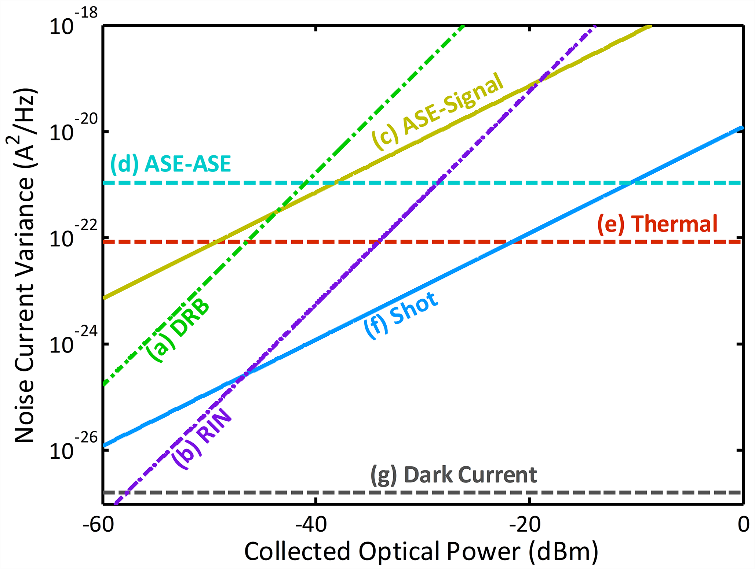 10^-18
10^-20
10^-22
10^-24
10^-26
Noise Current Variance (A^2/Hz)
(c) ASE-Signal
(d) ASE-ASE
(e) Thermal
(a) DRB
(f) Shot
(b) RIN
(g) Dark Current
-60
-40
-20
0
Collected Optical Power (dBm)